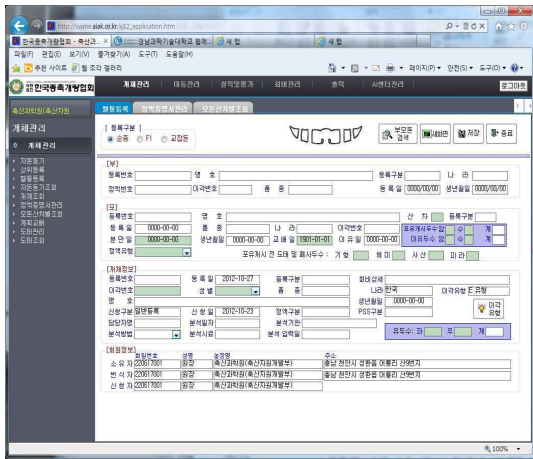 http://swine.aiak.or.kr/x32_application.htm
한국종축개량협회 - 축산과... 경남과학기술대학교 웹메... 새 탭 새 탭
파일(F) 편집(E) 보기(V) 즐겨찾기(A) 도구(T) 도움말(H)
추천 사이트 웹 조각 갤러리 페이지(P) 안전(S) 도구(O)
한국종축개량협회 개체관리 이동관리 회비관리 출력 AI센터관리 로그아웃
축산과학원(축산자원 혈통등록 정액증명서관리 모돈산차별조회
개체관리 [ 등록구분 ] 순종 F1 교잡돈 부모돈 검색 새화면 저장 종료
개체관리
자돈등기
혈통등록
자돈등기조회
개체조회
정액증명서관리
모돈산차별조회
계획교배
도태관리
도태조회
[부]
등록번호 명 호 등록구분 나 라
정액번호 이각번호 품 종 등 록 일 0000/00/00 생년월일 0000/00/00
[모]
등록번호 명 호 산 차 등록구분
등 록 일 0000-00-00 품 종 나 라 이각번호 포유개시두수 암 수 계
분 만 일 0000-00-00 생년월일 0000-00-00 교 배 일 1901-01-01 이 유 일 0000-00-00 이유두수 암 수 계
정액유형 포유개시 전 도태 및 폐사두수 : 기 형 체 미 사 산 미 라
[개체정보]
등록번호 등 록 일 2012-10-27 등록구분 회비상세
이각번호 성 별 품 종 나라 한국 이각유형 E 유형
명 호 생년월일 0000-00-00 이각 유형
신청구분 일반등록 신 청 일 2012-10-23 정액구분 PSS구분
담당자명 분석일자 분석기관
분석방법 분석시료 분석 입력일 유두수: 좌 우 계
[회원정보]
회원번호 성명 농장명 주소
소 유 자 220617001 원장 축산과학원(축산자원개발부) 충남 천안시 성환읍 어룡리 산9번지
번 식 자 220617001 원장 축산과학원(축산자원개발부) 충남 천안시 성환읍 어룡리 산9번지
신 청 자 220617001 원장 축산과학원(축산자원개발부)
100%